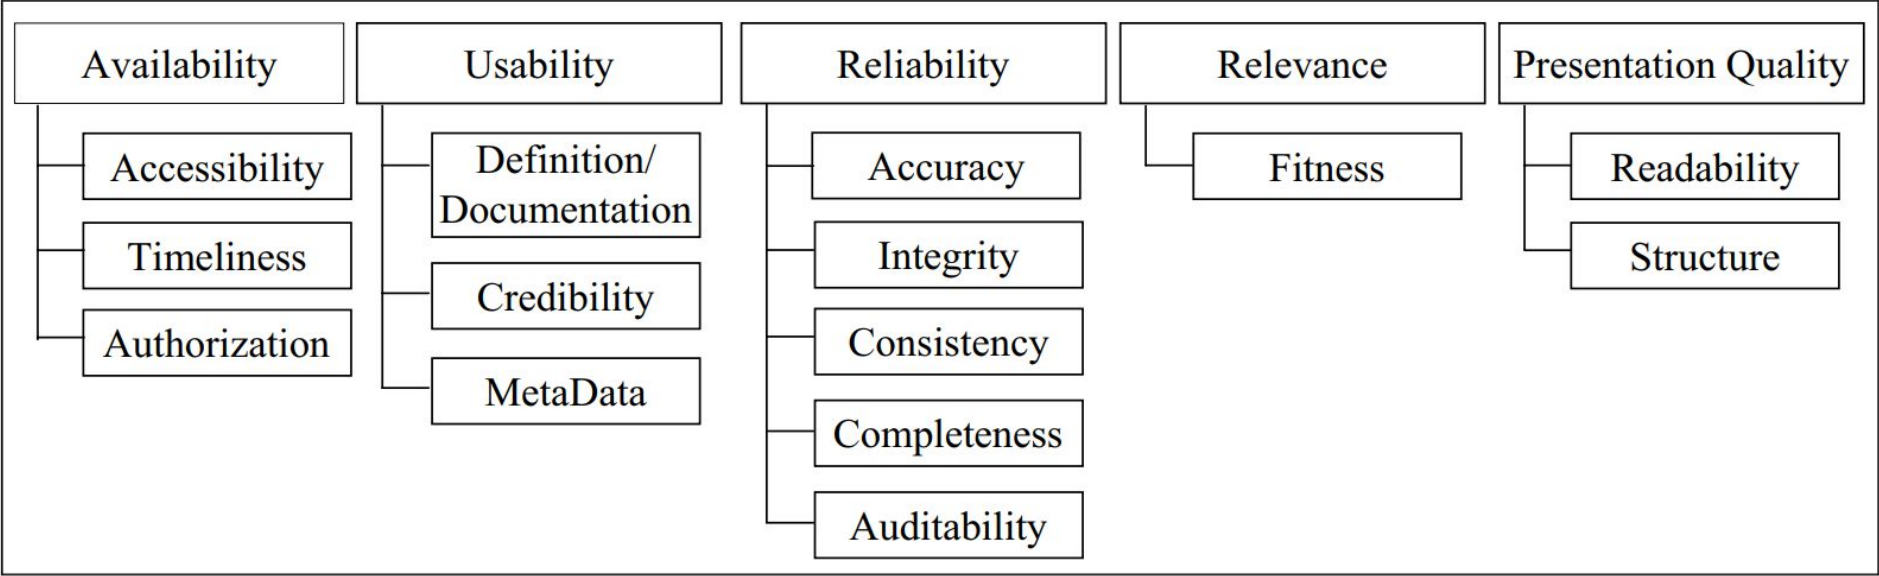 Availability
Accessibility
Timeliness
Authorization
Usability
Definition/
Documentation
Credibility
MetaData
Reliability
Accuracy
Integrity
Consistency
Completeness
Auditability
Relevance
Fitness
Presentation Quality
Readability
Structure